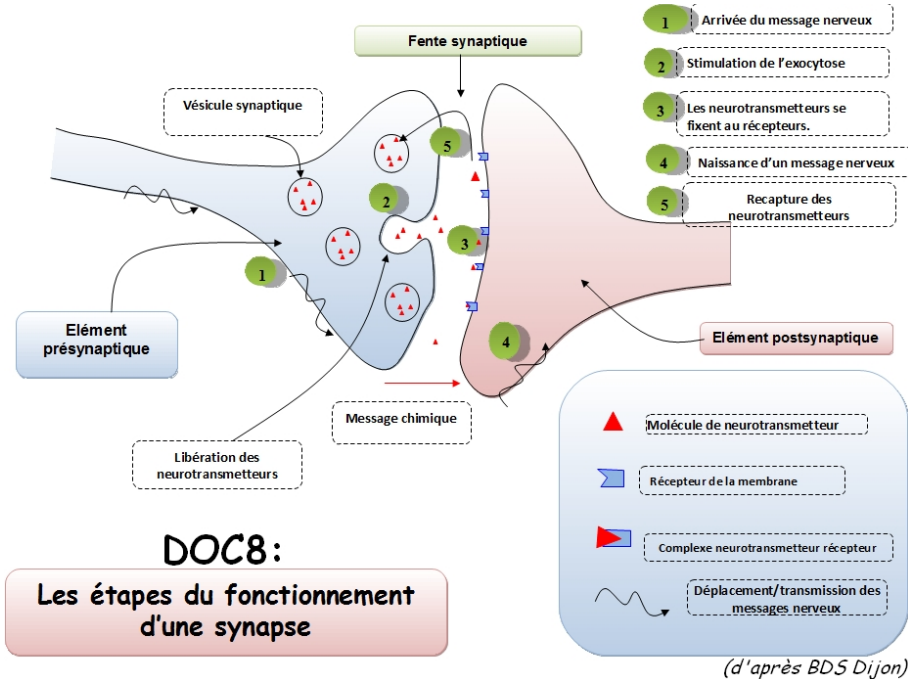 Fente synaptique
Vésicule synaptique
1
Arrivée du message nerveux
2
Stimulation de l'exocytose
3
Les neurotransmetteurs se
fixent au récepteurs.
4
Naissance d'un message nerveux
5
Recapture des
neurotransmetteurs
5
2
3
1
4
Elément
présynaptique
Elément postsynaptique
Message chimique
Libération des
neurotransmetteurs
Molécule de neurotransmetteur
Récepteur de la membrane
Complexe neurotransmetteur récepteur
Déplacement/transmission des
messages nerveux
DOC8:
Les étapes du fonctionnement
d'une synapse
(d'après BDS Dijon)